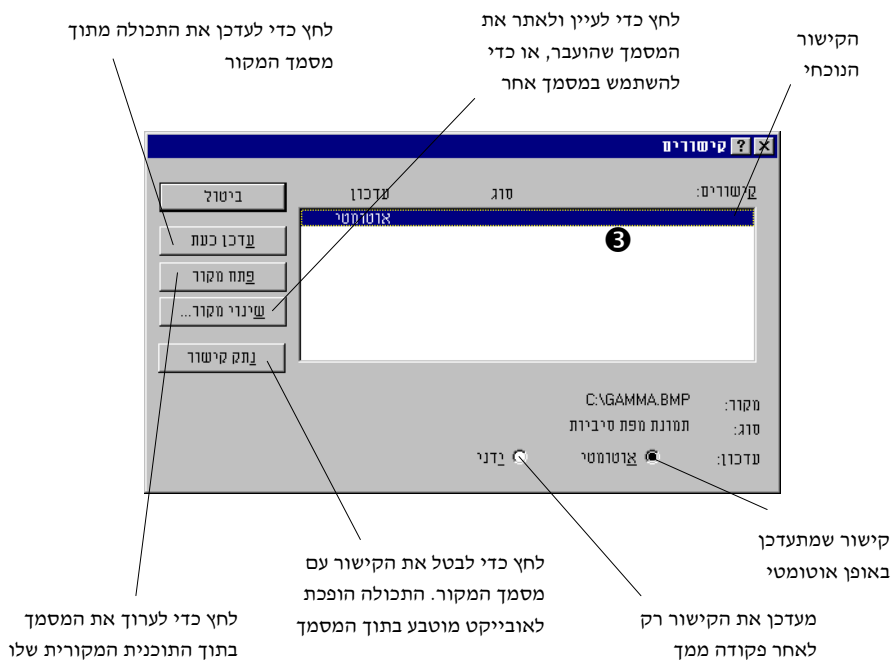 הקישור
הנוכחי
לחץ כדי לעיין ולאתר את
המסמך שהועבר, או כדי
להשתמש במסמך אחר
לחץ כדי לעדכן את התכולה מתוך
מסמך המקור
קישורים
קישורים:
סוג
עדכון
אוטומטי
❸
ביטול
עדכן כעת
פתח מקור
שינוי מקור...
נתק קישור
מקור: C:\GAMMA.BMP
סוג: תמונת מפת סיביות
עדכון: אוטומטי ידני
קישור שמתעדכן
באופן אוטומטי
מעדכן את הקישור רק
לאחר פקודה ממך
לחץ כדי לבטל את הקישור עם
מסמך המקור. התכולה הופכת
לאובייקט מוטבע בתוך המסמך
לחץ כדי לערוך את המסמך
בתוך התוכנית המקורית שלו